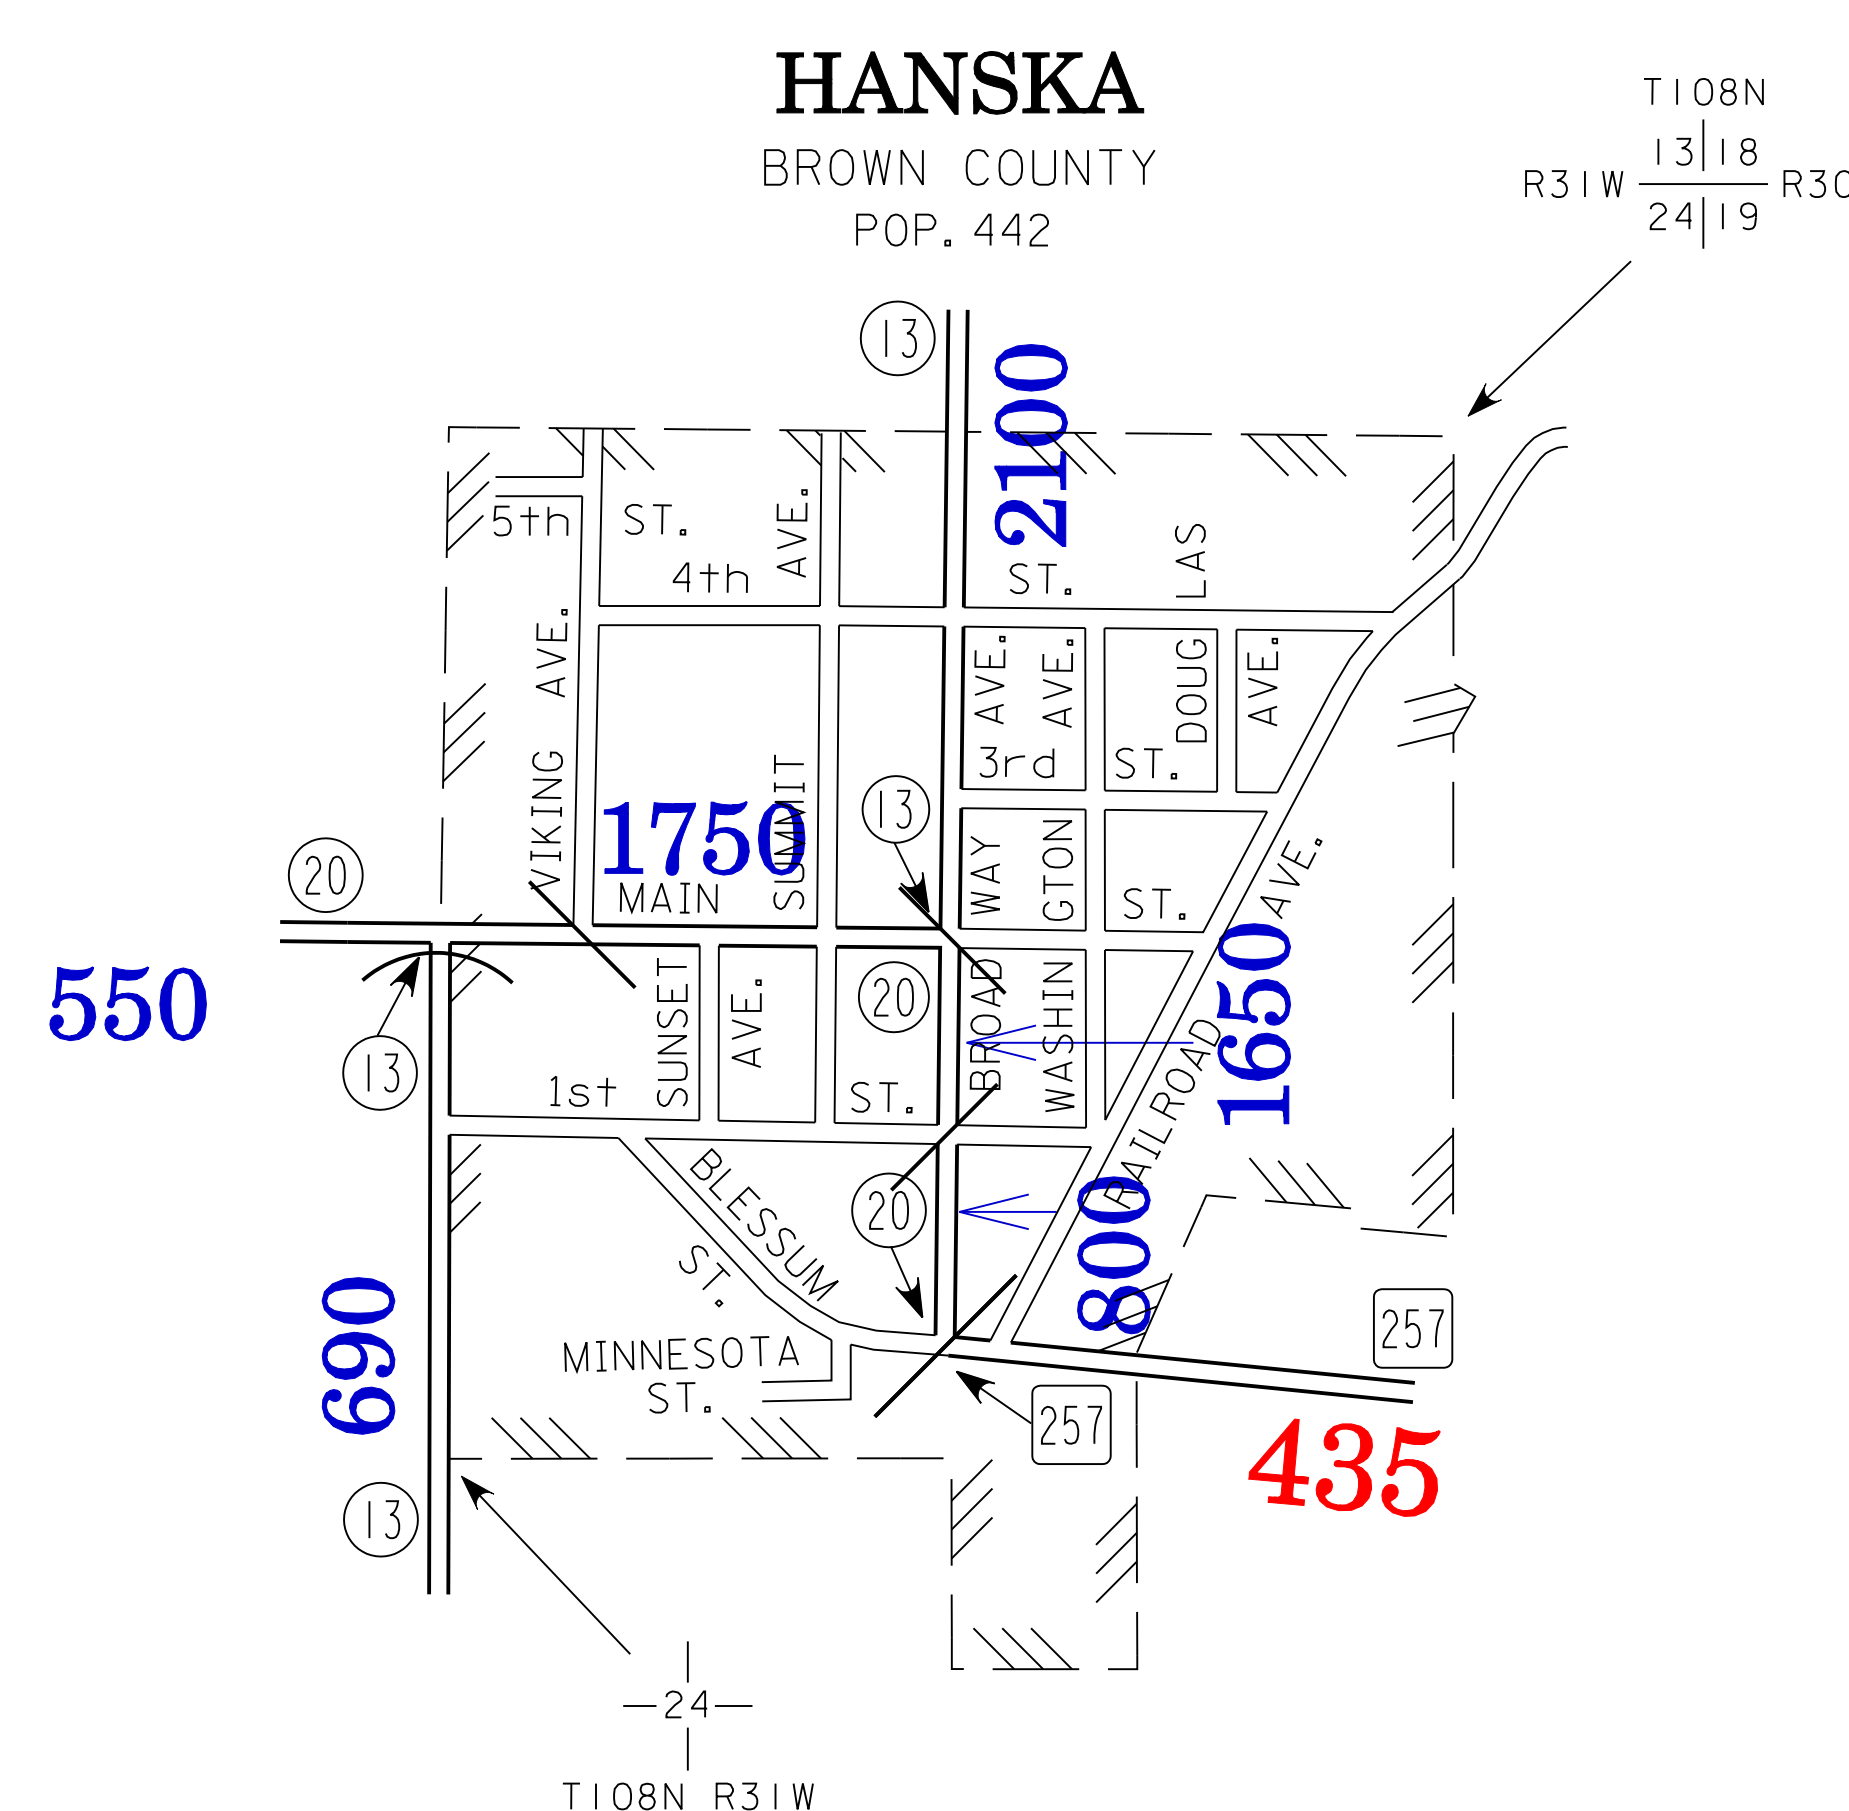 HANSKA
BROWN COUNTY
POP. 442
T108N
13|18
R31W R30
24|19
13
2100
5th ST.
4th ST.
AVE.
DOUG LAS
AVE.
VIKING AVE.
AVE.
AVE.
3rd ST.
SUMMIT
1750
13
20
MAIN ST.
WAY
GTON
AVE.
550
13
SUNSET
AVE.
20
BROAD
WASHIN
1650
RAILROAD
1st ST.
BLESSUM
ST.
20
800
690
MINNESOTA
ST.
257
257
435
13
24
T108N R31W